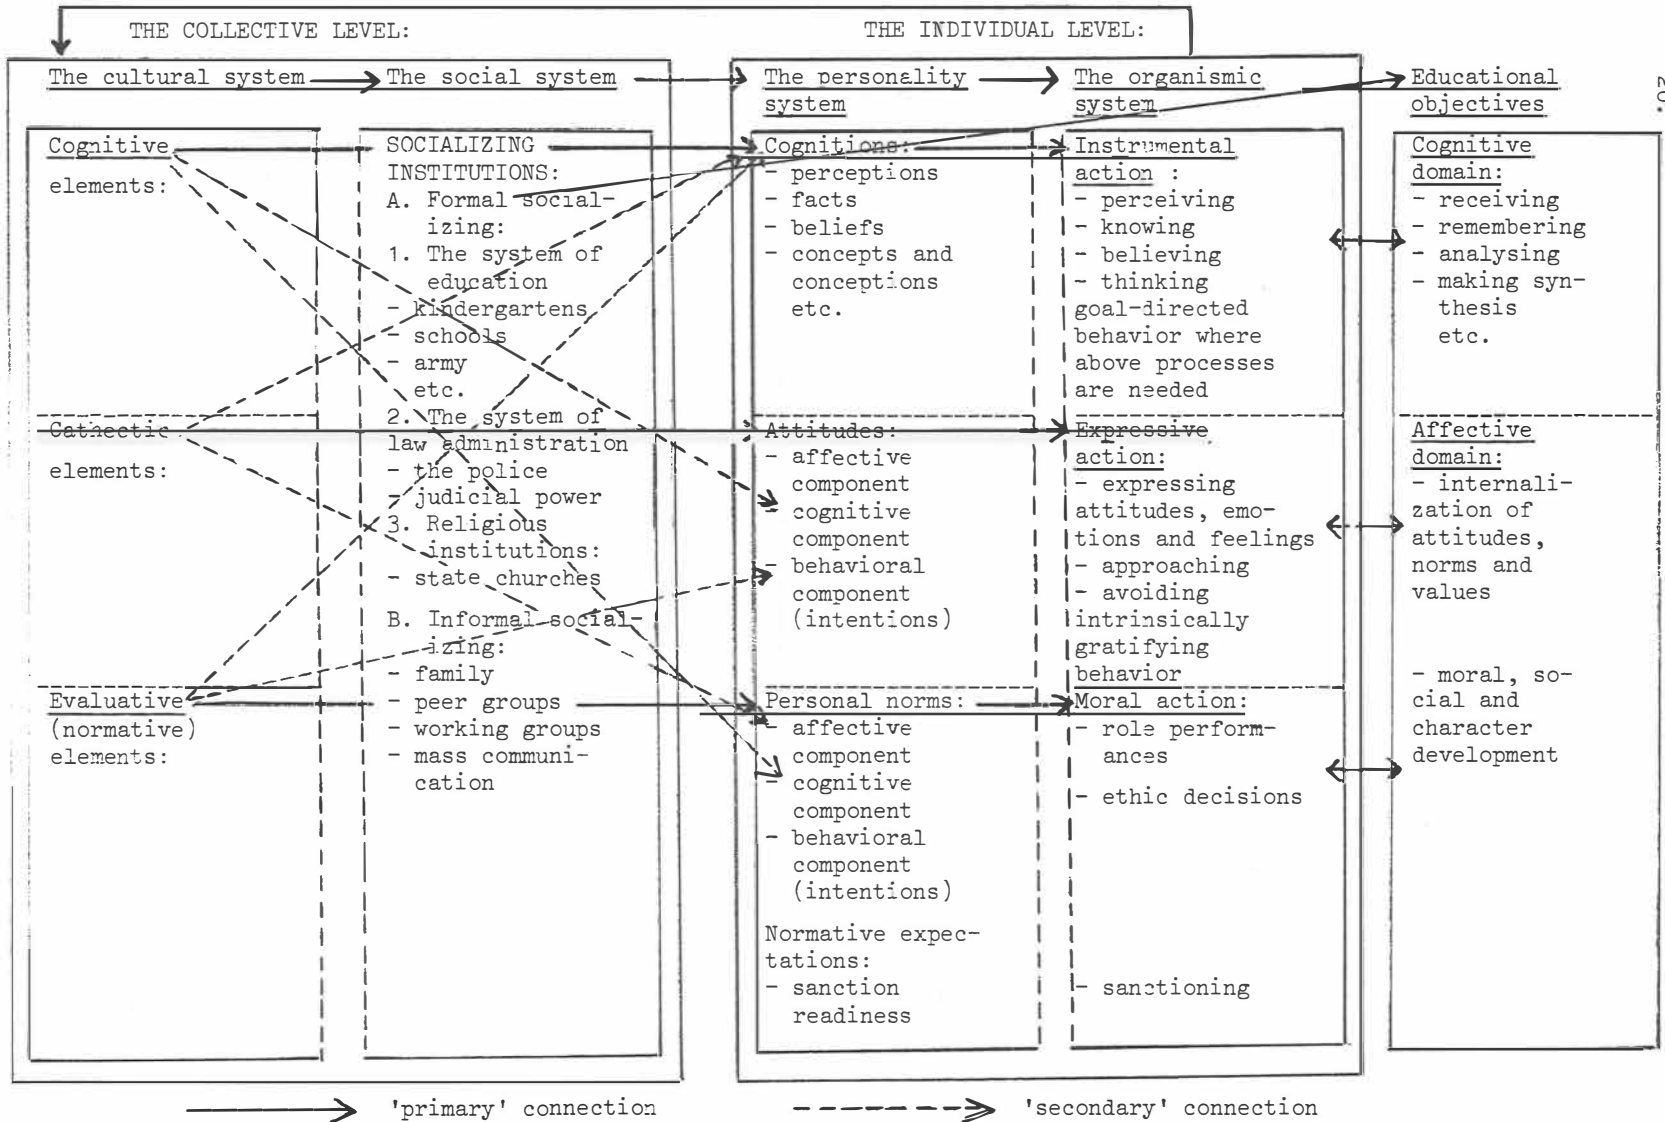 THE COLLECTIVE LEVEL:
THE INDIVIDUAL LEVEL:
The cultural system
The social system
The personality
system
The organismic
system
Educational
objectives
20.
Cognitive
elements:
Cathectic
elements:
Evaluative
(normative)
elements:
SOCIALIZING
INSTITUTIONS:
A. Formal social-
izing:
1. The system of
education
- kindergartens
- schools
- army
etc.
2. The system of
law administration
- the police
- judicial power
3. Religious
institutions:
- state churches
B. Informal social-
izing:
- family
- peer groups
- working groups
- mass communi-
cation
Cognitions:
- perceptions
- facts
- beliefs
- concepts and
conceptions
etc.
Attitudes:
- affective
component
- cognitive
component
- behavioral
component
(intentions)
Personal norms:
- affective
component
- cognitive
component
- behavioral
component
(intentions)
Normative expec-
tations:
- sanction
readiness
Instrumental
action :
- perceiving
- knowing
- believing
- thinking
goal-directed
behavior where
above processes
are needed
Expressive
action:
- expressing
attitudes, emo-
tions and feelings
- approaching
- avoiding
intrinsically
gratifying
behavior
Moral action:
- role perform-
ances
- ethic decisions
- sanctioning
Cognitive
domain:
- receiving
- remembering
- analysing
- making syn-
thesis
etc.
Affective
domain:
- internali-
zation of
attitudes,
norms and
values
- moral, so-
cial and
character
development
'primary' connection
'secondary' connection